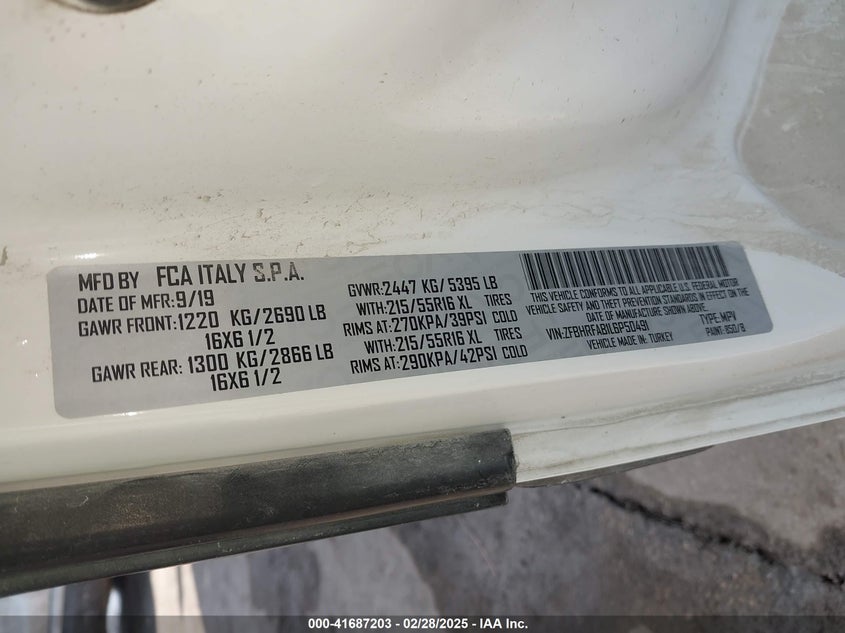 MFD BY FCA ITALY S.P.A.
DATE OF MFR: 9/19
GAWR FRONT: 1220 KG/2690 LB
16X6 1/2
GAWR REAR: 1300 KG/2866 LB
16X6 1/2
GVWR: 2447 KG/ 5395 LB
WITH: 215/55R16 XL TIRES
RIMS AT: 270KPA/39PSI COLD
WITH: 215/55R16 XL TIRES
RIMS AT: 290KPA/42PSI COLD
THIS VEHICLE CONFORMS TO ALL APPLICABLE FEDERAL MOTOR
VEHICLE SAFETY, AND THEFT PREVENTION STANDARDS IN EFFECT ON THE
DATE OF MANUFACTURE SHOWN ABOVE.
VIN: ZFBHRFAB1L6P50491 TYPE: MPV
VEHICLE MADE IN: TURKEY PAINT: 950/B
000-41687203 - 02/28/2025 - IAA Inc.